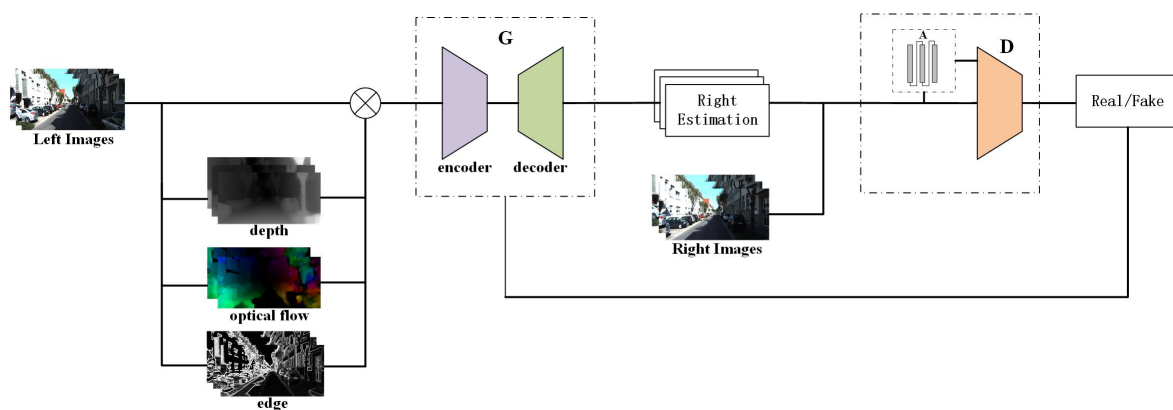 Left Images
depth
optical flow
edge
G
encoder
decoder
Right
Estimation
Right Images
A
D
Real/Fake